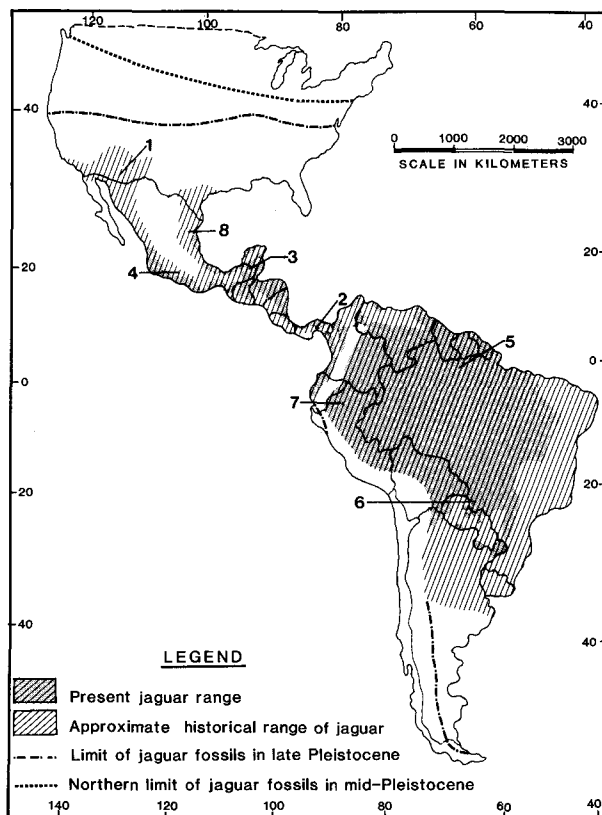 120 100 80 60 40
40
40
0 1000 2000 3000
SCALE IN KILOMETERS
1
8
3
20
20
4
2
5
0
0
7
6
20
20
40
40
LEGEND
Present jaguar range
Approximate historical range of jaguar
Limit of jaguar fossils in late Pleistocene
Northern limit of jaguar fossils in mid-Pleistocene
140 120 100 80 60 40